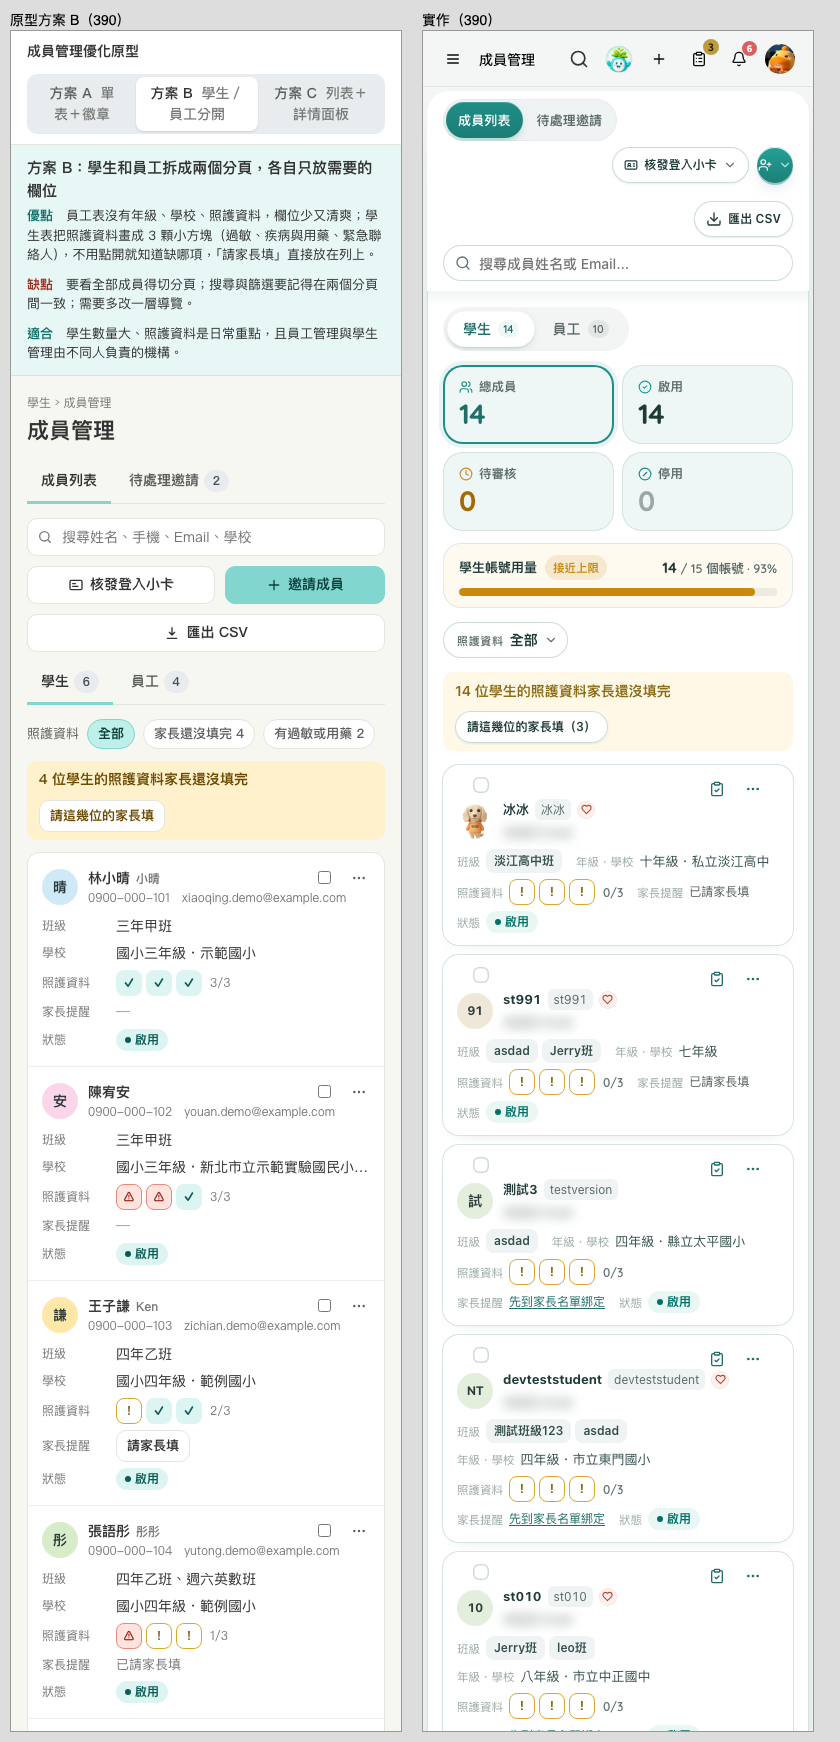 原型方案 B（390）
成員管理優化原型
方案 A 單
表＋徽章
方案 B 學生 /
員工分開
方案 C 列表＋
詳情面板
方案 B：學生和員工拆成兩個分頁，各自只放需要的
欄位
優點 員工表沒有年級、學校、照護資料，欄位少又清爽；學
生表把照護資料畫成 3 顆小方塊（過敏、疾病與用藥、緊急聯
絡人），不用點開就知道缺哪項，「請家長填」直接放在列上。
缺點 要看全部成員得切分頁；搜尋與篩選要記得在兩個分頁
間一致；需要多改一層導覽。
適合 學生數量大、照護資料是日常重點，且員工管理與學生
管理由不同人負責的機構。
學生 > 成員管理
成員管理
成員列表
待處理邀請 2
搜尋姓名、手機、Email、學校
核發登入小卡
＋ 邀請成員
匯出 CSV
學生 6
員工 4
照護資料 全部 家長還沒填完 4 有過敏或用藥 2
4 位學生的照護資料家長還沒填完
請這幾位的家長填
晴
林小晴 小晴
0900-000-101 xiaoqing.demo@example.com
班級 三年甲班
學校 國小三年級・示範國小
照護資料 ✓ ✓ ✓ 3/3
家長提醒 —
狀態 啟用
安
陳宥安
0900-000-102 youan.demo@example.com
班級 三年甲班
學校 國小三年級・新北市立示範實驗國民小…
照護資料 ✓ 3/3
家長提醒 —
狀態 啟用
謙
王子謙 Ken
0900-000-103 zichian.demo@example.com
班級 四年乙班
學校 國小四年級・範例國小
照護資料 ! ✓ ✓ 2/3
家長提醒 請家長填
狀態 啟用
彤
張語彤 彤彤
0900-000-104 yutong.demo@example.com
班級 四年乙班、週六英數班
學校 國小四年級・範例國小
照護資料 ! ! 1/3
家長提醒 已請家長填
狀態 啟用
實作（390）
成員管理
3
6
成員列表
待處理邀請
核發登入小卡
匯出 CSV
搜尋成員姓名或 Email...
學生 14
員工 10
總成員
14
啟用
14
待審核
0
停用
0
學生帳號用量 接近上限 14 / 15 個帳號 · 93%
照護資料 全部
14 位學生的照護資料家長還沒填完
請這幾位的家長填（3）
冰冰 冰冰
班級 淡江高中班 年級・學校 十年級・私立淡江高中
照護資料 ! ! ! 0/3 家長提醒 已請家長填
狀態 啟用
91
st991 st991
班級 asdad Jerry班 年級・學校 七年級
照護資料 ! ! ! 0/3 家長提醒 已請家長填
狀態 啟用
試
測試3 testversion
班級 asdad 年級・學校 四年級・縣立太平國小
照護資料 ! ! ! 0/3
家長提醒 先到家長名單綁定 狀態 啟用
NT
devteststudent devteststudent
班級 測試班級123 asdad
年級・學校 四年級・市立東門國小
照護資料 ! ! ! 0/3
家長提醒 先到家長名單綁定 狀態 啟用
10
st010 st010
班級 Jerry班 leo班
年級・學校 八年級・市立中正國中
照護資料 ! ! ! 0/3